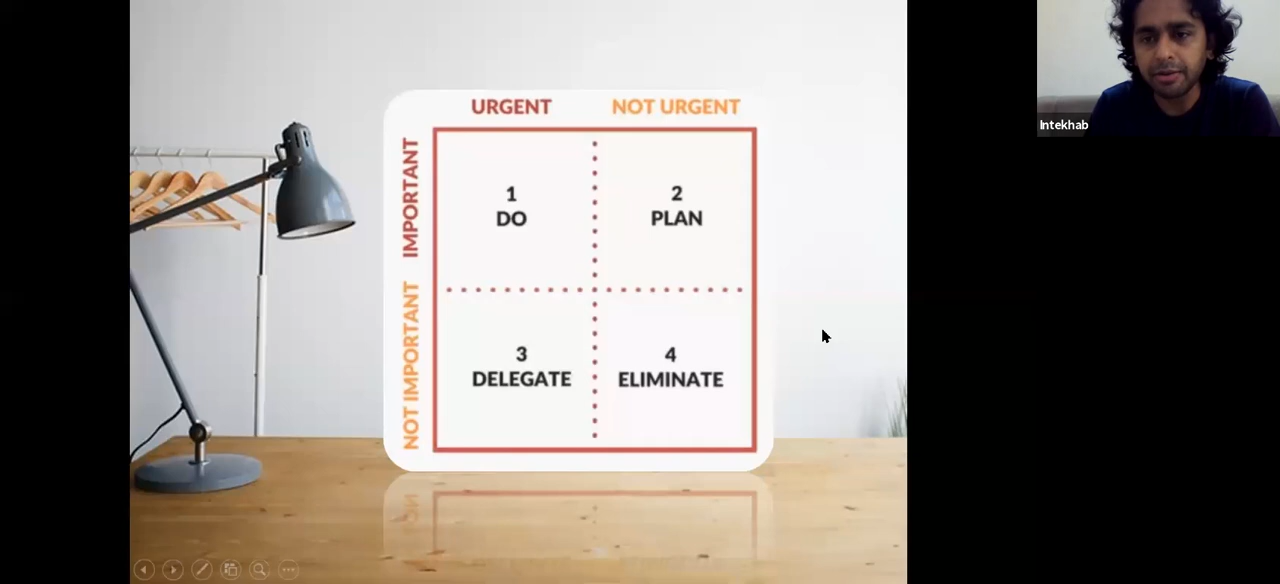 URGENT NOT URGENT
IMPORTANT
1
DO
2
PLAN
NOT IMPORTANT
3
DELEGATE
4
ELIMINATE
Intekhab